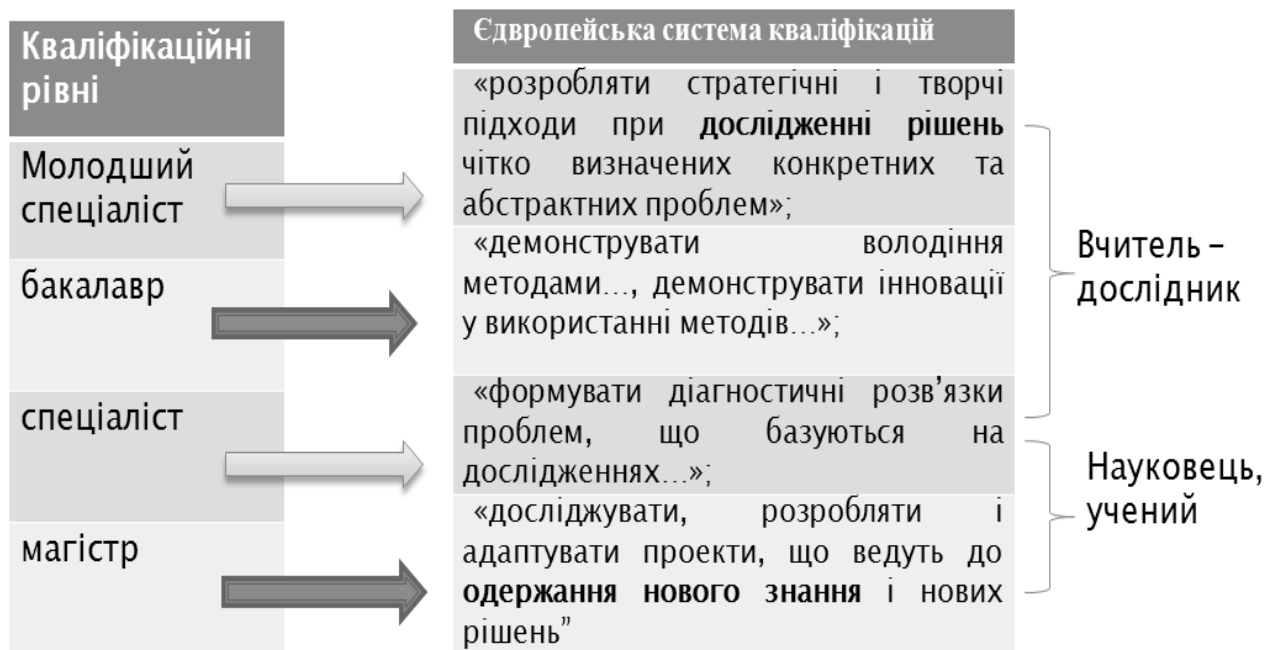 Кваліфікаційні
рівні
Молодший
спеціаліст
бакалавр
спеціаліст
магістр
Єдвропейська система кваліфікацій
«розробляти стратегічні і творчі
підходи при дослідженні рішень
чітко визначених конкретних та
абстрактних проблем»;
«демонструвати володіння
методами…, демонструвати інновації
у використанні методів…»;
«формувати діагностичні розв’язки
проблем, що базуються на
дослідженнях…»;
«досліджувати, розробляти і
адаптувати проекти, що ведуть до
одержання нового знання і нових
рішень”
Вчитель –
дослідник
Науковець,
учений